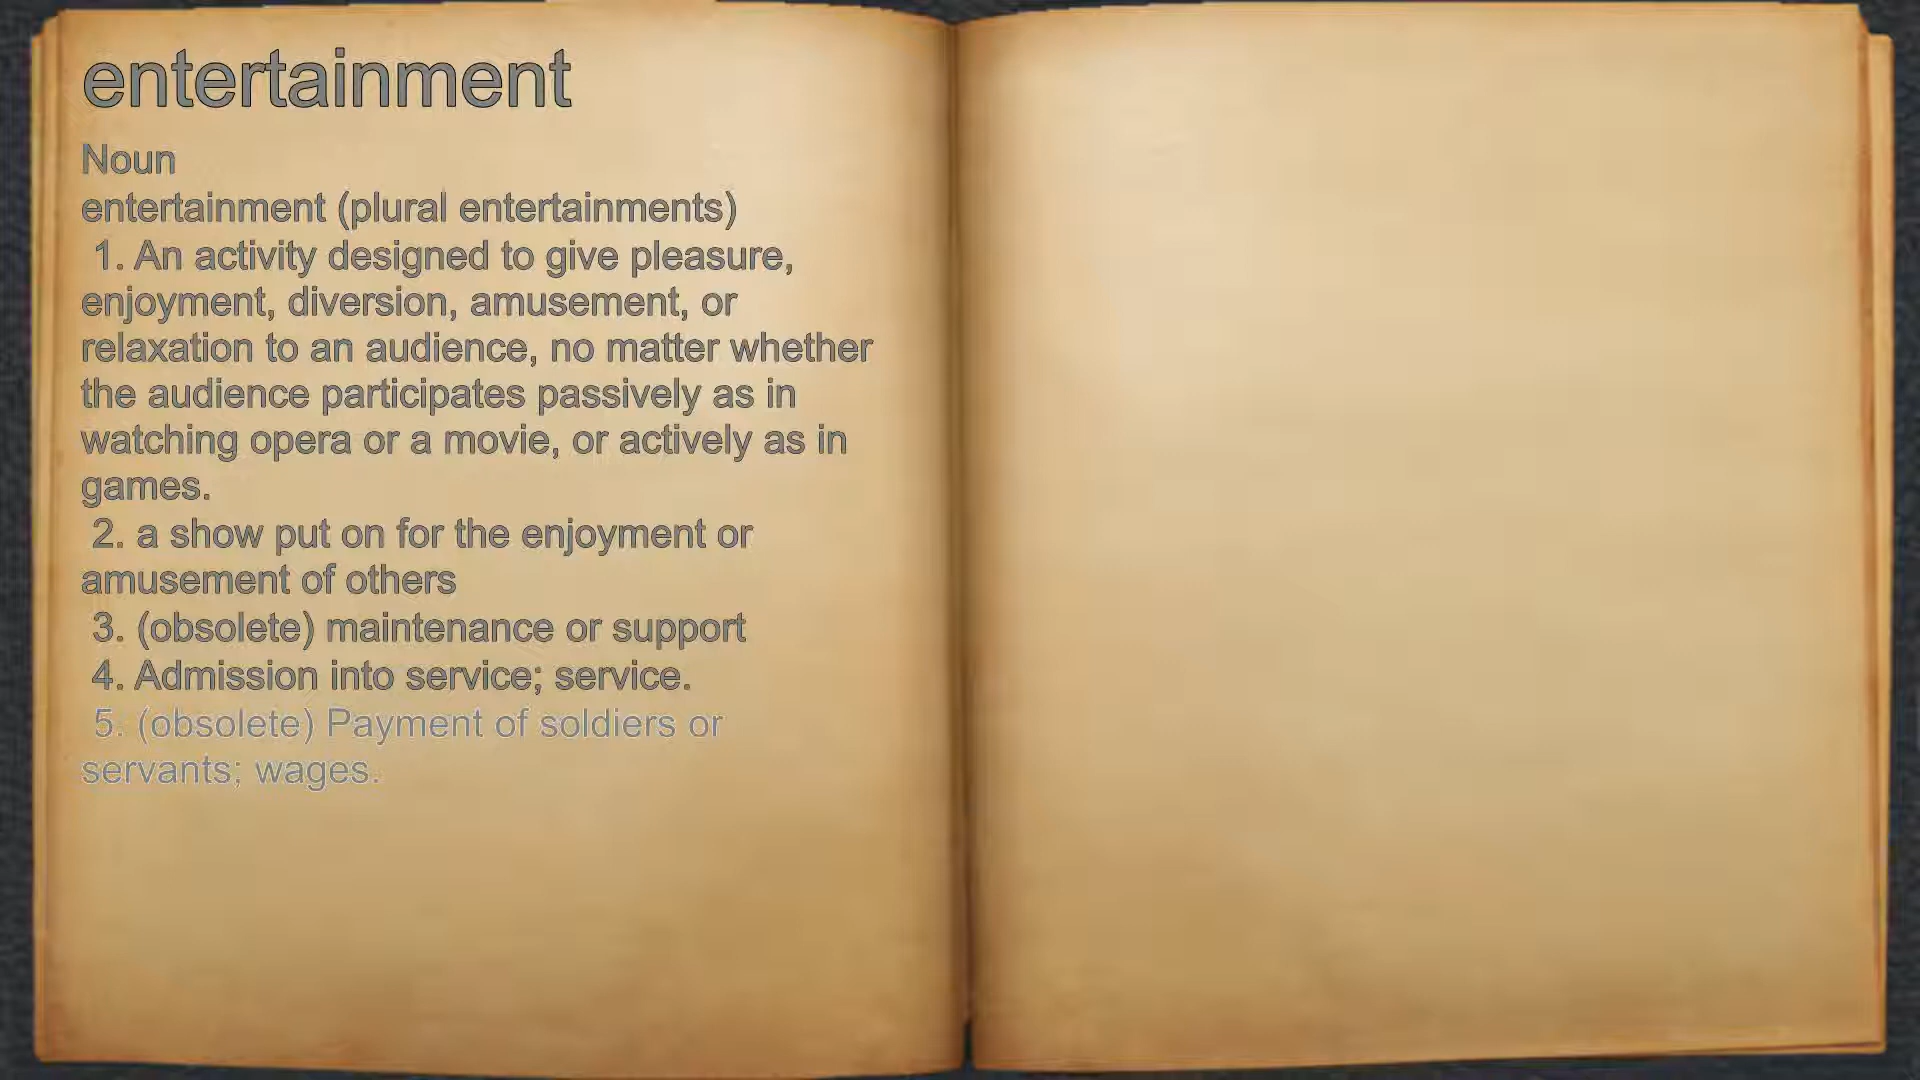 entertainment
Noun
entertainment (plural entertainments)
1. An activity designed to give pleasure,
enjoyment, diversion, amusement, or
relaxation to an audience, no matter whether
the audience participates passively as in
watching opera or a movie, or actively as in
games.
2. a show put on for the enjoyment or
amusement of others
3. (obsolete) maintenance or support
4. Admission into service; service.
5. (obsolete) Payment of soldiers or
servants; wages.